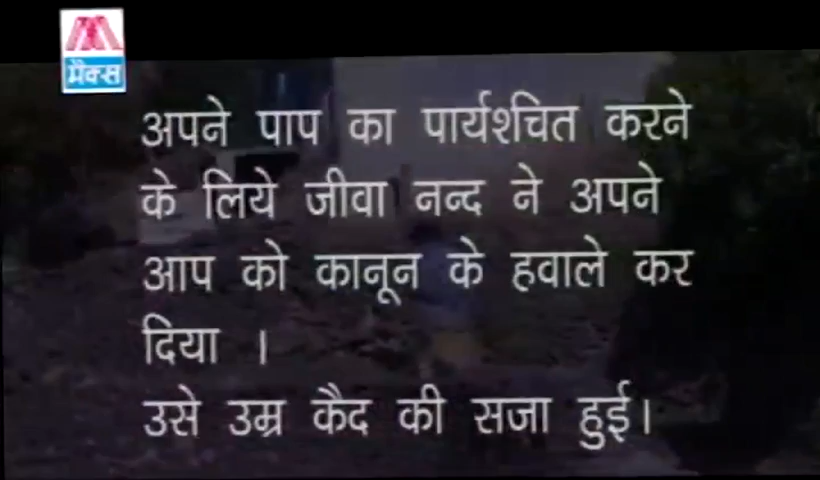 मैक्स
अपने पाप का पार्यश्चित करने
के लिये जीवा नन्द ने अपने
आप को कानून के हवाले कर
दिया ।
उसे उम्र कैद की सजा हुई।